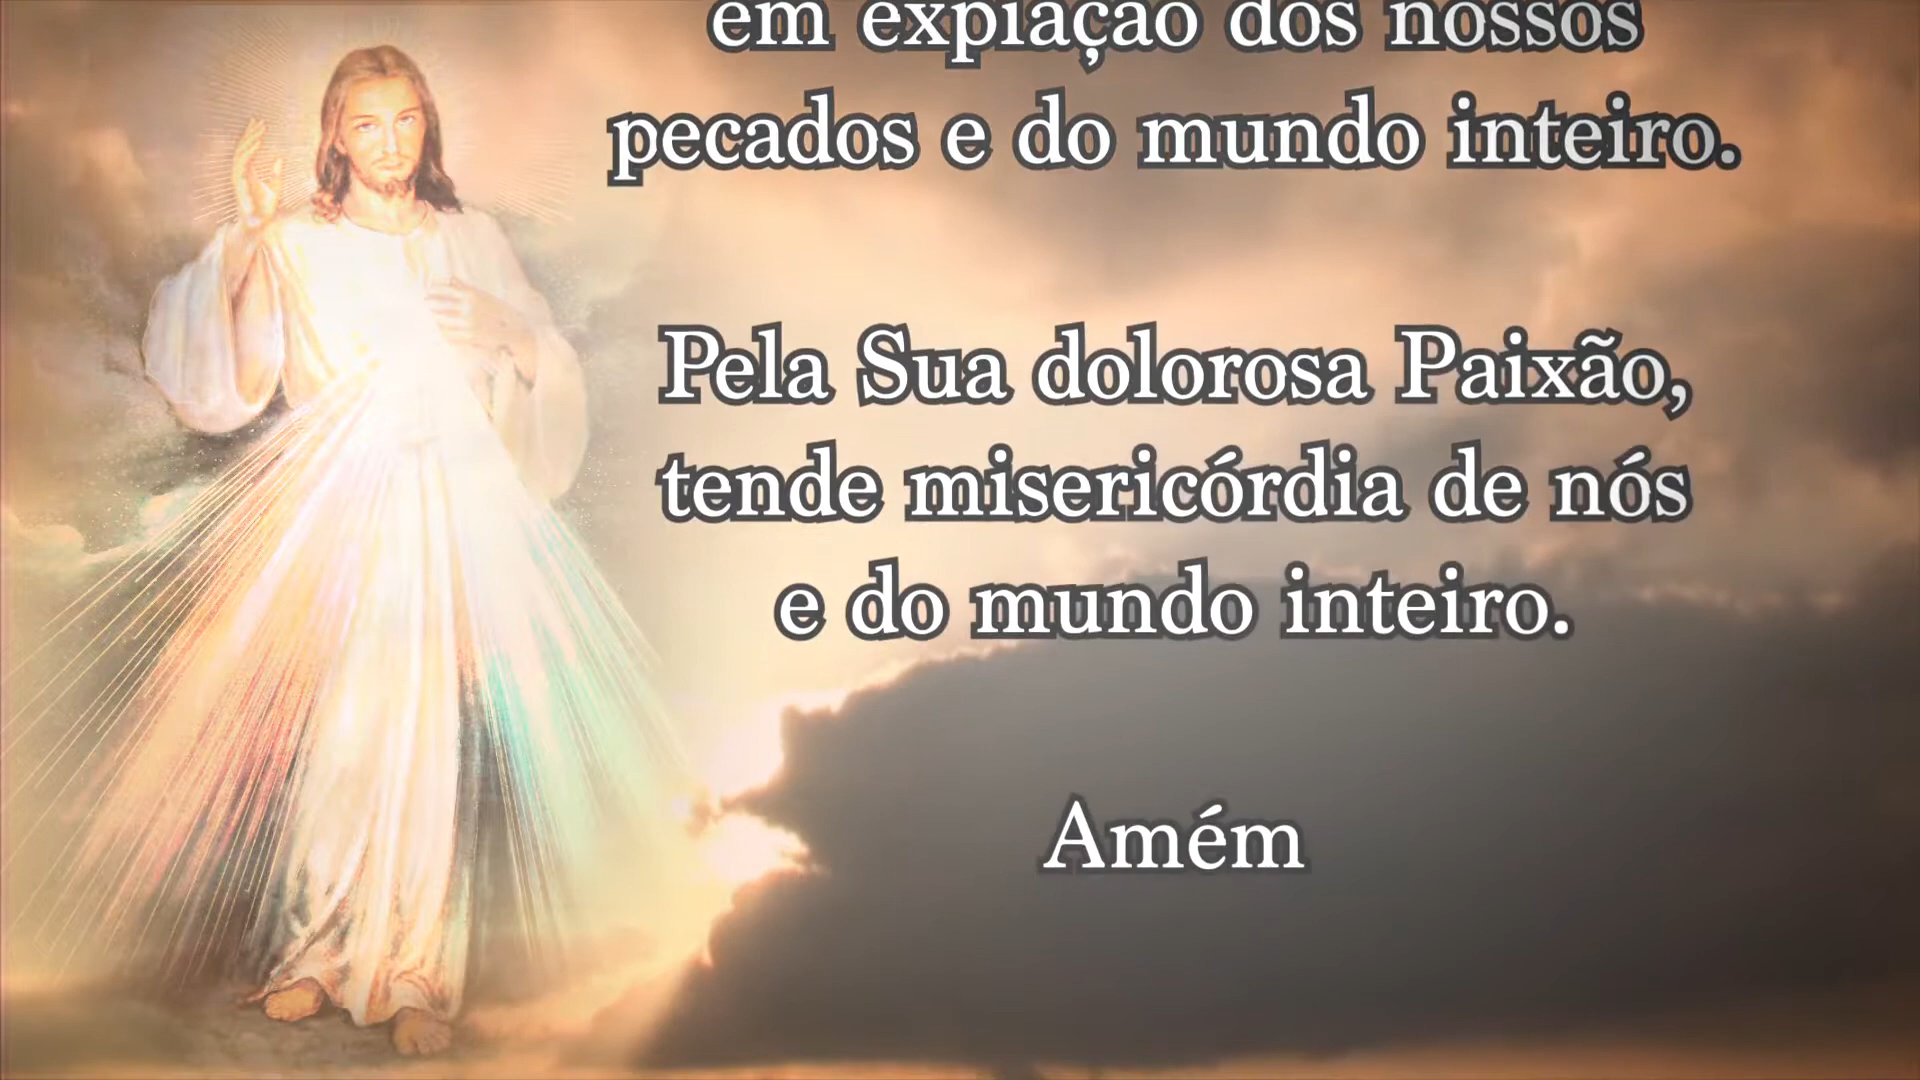 em expiação dos nossos
pecados e do mundo inteiro.
Pela Sua dolorosa Paixão,
tende misericórdia de nós
e do mundo inteiro.
Amém